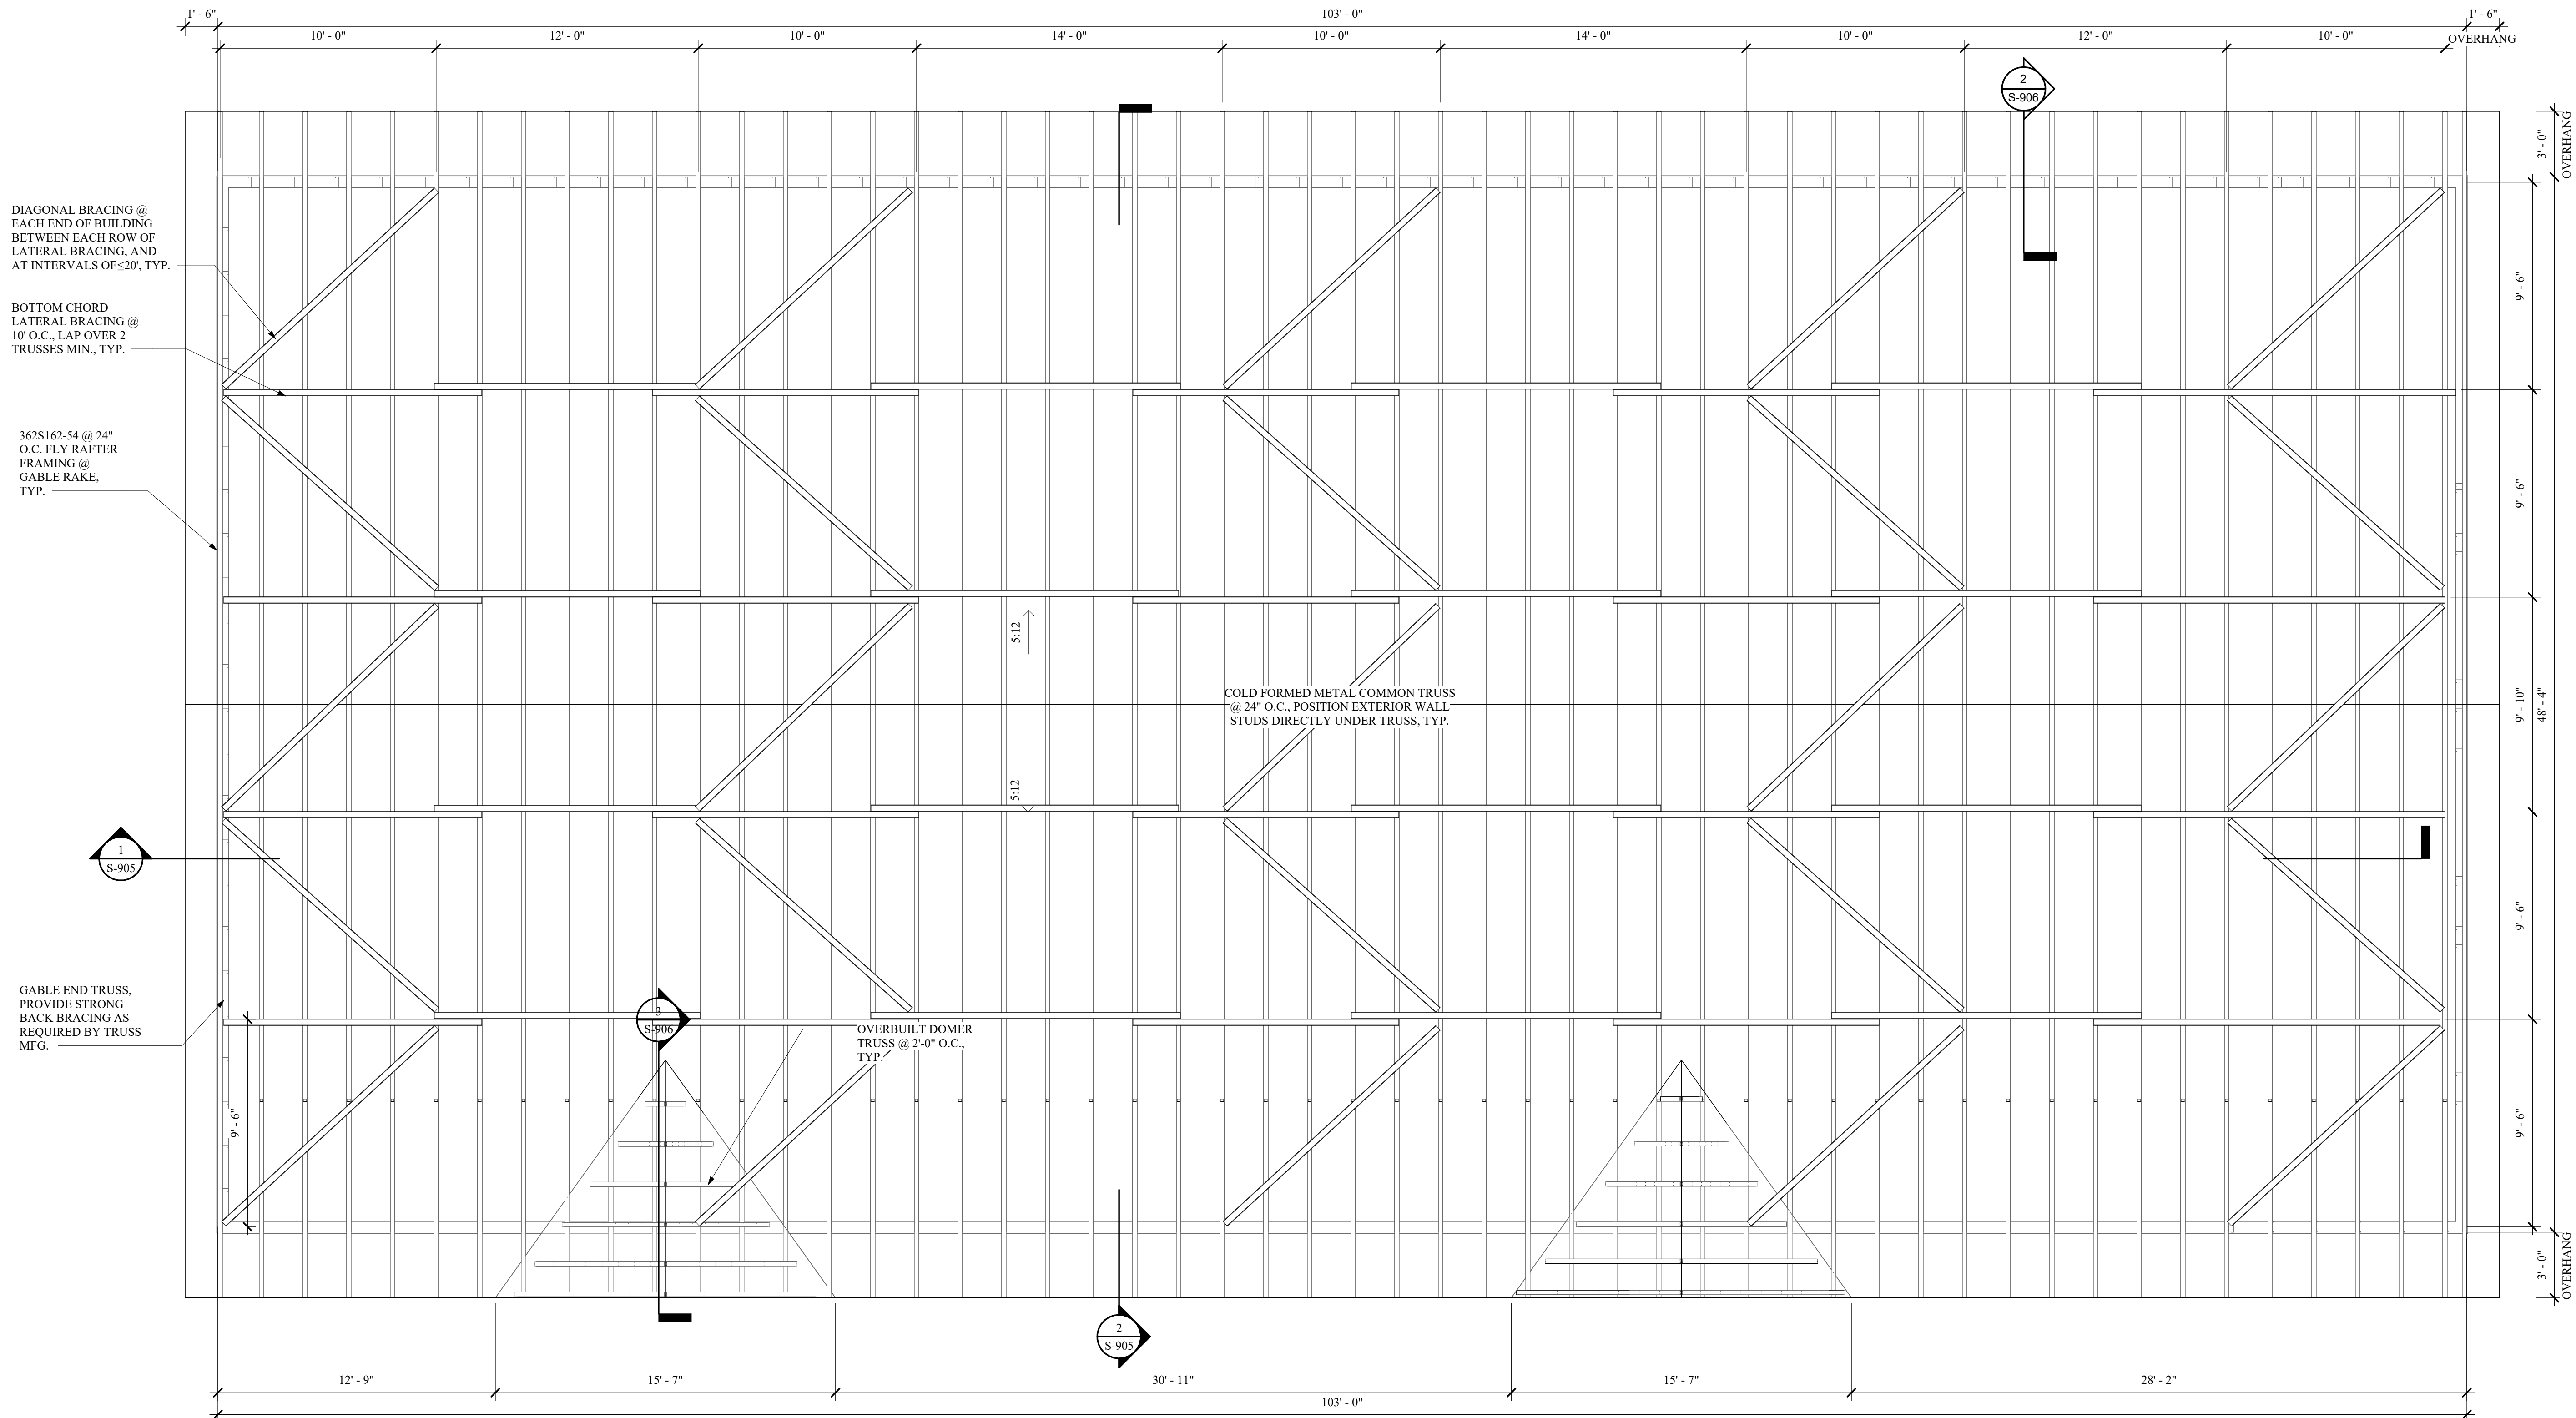 1' - 6"
103' - 0"
1' - 6"
10' - 0"
12' - 0"
10' - 0"
14' - 0"
10' - 0"
14' - 0"
10' - 0"
12' - 0"
10' - 0"
OVERHANG
2
S-906
3' - 0"
OVERHANG
DIAGONAL BRACING @
EACH END OF BUILDING
BETWEEN EACH ROW OF
LATERAL BRACING, AND
AT INTERVALS OF≤20', TYP.
9' - 6"
BOTTOM CHORD
LATERAL BRACING @
10' O.C., LAP OVER 2
TRUSSES MIN., TYP.
362S162-54 @ 24"
O.C. FLY RAFTER
FRAMING @
GABLE RAKE,
TYP.
9' - 6"
5:12
COLD FORMED METAL COMMON TRUSS
@ 24" O.C., POSITION EXTERIOR WALL
STUDS DIRECTLY UNDER TRUSS, TYP.
9' - 10"
48' - 4"
5:12
1
S-905
9' - 6"
GABLE END TRUSS,
PROVIDE STRONG
BACK BRACING AS
REQUIRED BY TRUSS
MFG.
3
S-906
OVERBUILT DOMER
TRUSS @ 2'-0" O.C.,
TYP.
9' - 6"
9' - 6"
3' - 0"
OVERHANG
2
S-905
12' - 9"
15' - 7"
30' - 11"
15' - 7"
28' - 2"
103' - 0"